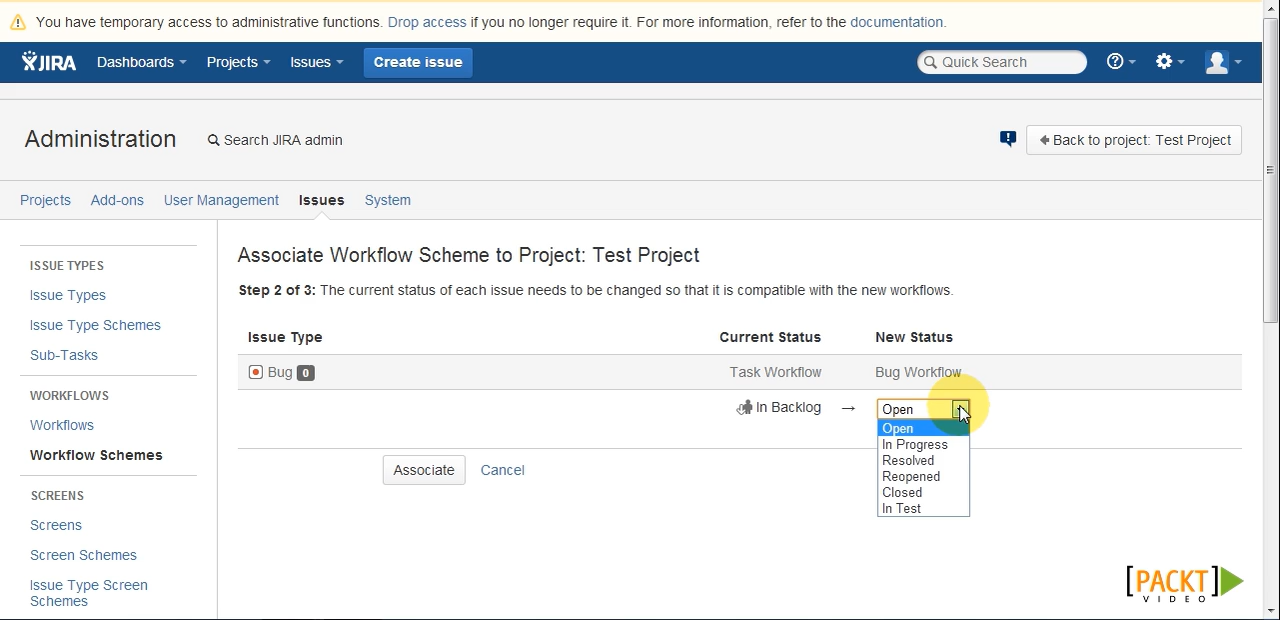 You have temporary access to administrative functions. Drop access if you no longer require it. For more information, refer to the documentation.
JIRA Dashboards Projects Issues Create issue Quick Search
Administration Search JIRA admin Back to project: Test Project
Projects Add-ons User Management Issues System
ISSUE TYPES
Issue Types
Issue Type Schemes
Sub-Tasks
WORKFLOWS
Workflows
Workflow Schemes
SCREENS
Screens
Screen Schemes
Issue Type Screen
Schemes
Associate Workflow Scheme to Project: Test Project
Step 2 of 3: The current status of each issue needs to be changed so that it is compatible with the new workflows.
Issue Type Current Status New Status
Bug 0 Task Workflow Bug Workflow
In Backlog → Open
Open
In Progress
Resolved
Reopened
Closed
In Test
Associate Cancel
[PACKT]
VIDEO